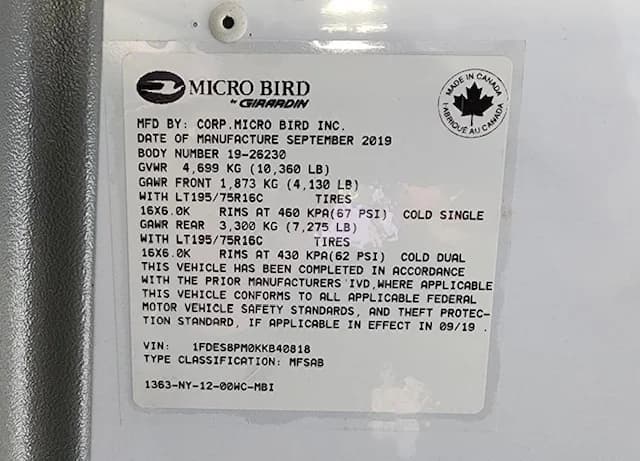 MICRO BIRD
by GIRARDIN
MADE IN CANADA
FABRIQUÉ AU CANADA
MFD BY: CORP.MICRO BIRD INC.
DATE OF MANUFACTURE SEPTEMBER 2019
BODY NUMBER 19-26230
GVWR 4,699 KG (10,360 LB)
GAWR FRONT 1,873 KG (4,130 LB)
WITH LT195/75R16C TIRES
16X6.0K RIMS AT 460 KPA(67 PSI) COLD SINGLE
GAWR REAR 3,300 KG (7,275 LB)
WITH LT195/75R16C TIRES
16X6.0K RIMS AT 430 KPA(62 PSI) COLD DUAL
THIS VEHICLE HAS BEEN COMPLETED IN ACCORDANCE
WITH THE PRIOR MANUFACTURERS'IVD,WHERE APPLICABLE
THIS VEHICLE CONFORMS TO ALL APPLICABLE FEDERAL
MOTOR VEHICLE SAFETY STANDARDS, AND THEFT PROTEC-
TION STANDARD, IF APPLICABLE IN EFFECT IN 09/19 .
VIN: 1FDES8PM0KKB40818
TYPE CLASSIFICATION: MFSAB
1363-NY-12-00WC-MBI